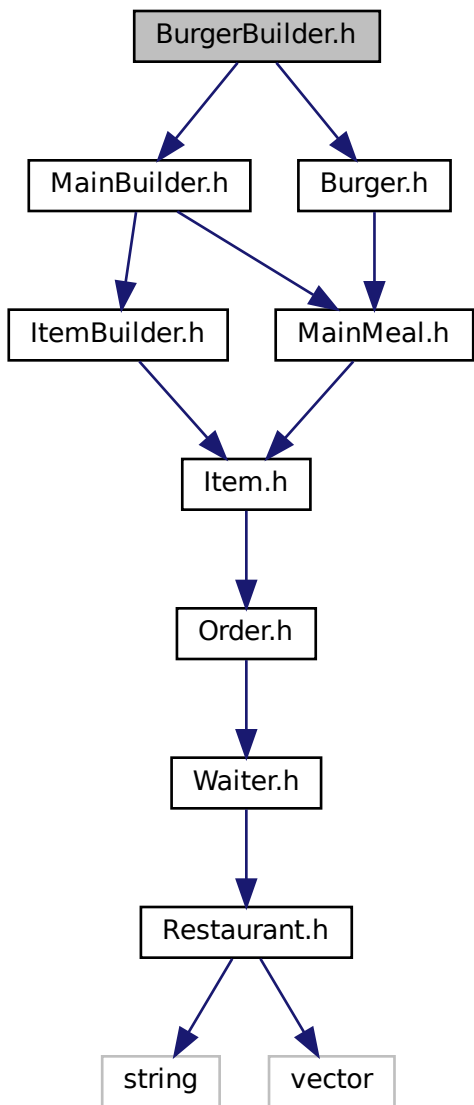 BurgerBuilder.h
MainBuilder.h
Burger.h
ItemBuilder.h
MainMeal.h
Item.h
Order.h
Waiter.h
Restaurant.h
string
vector